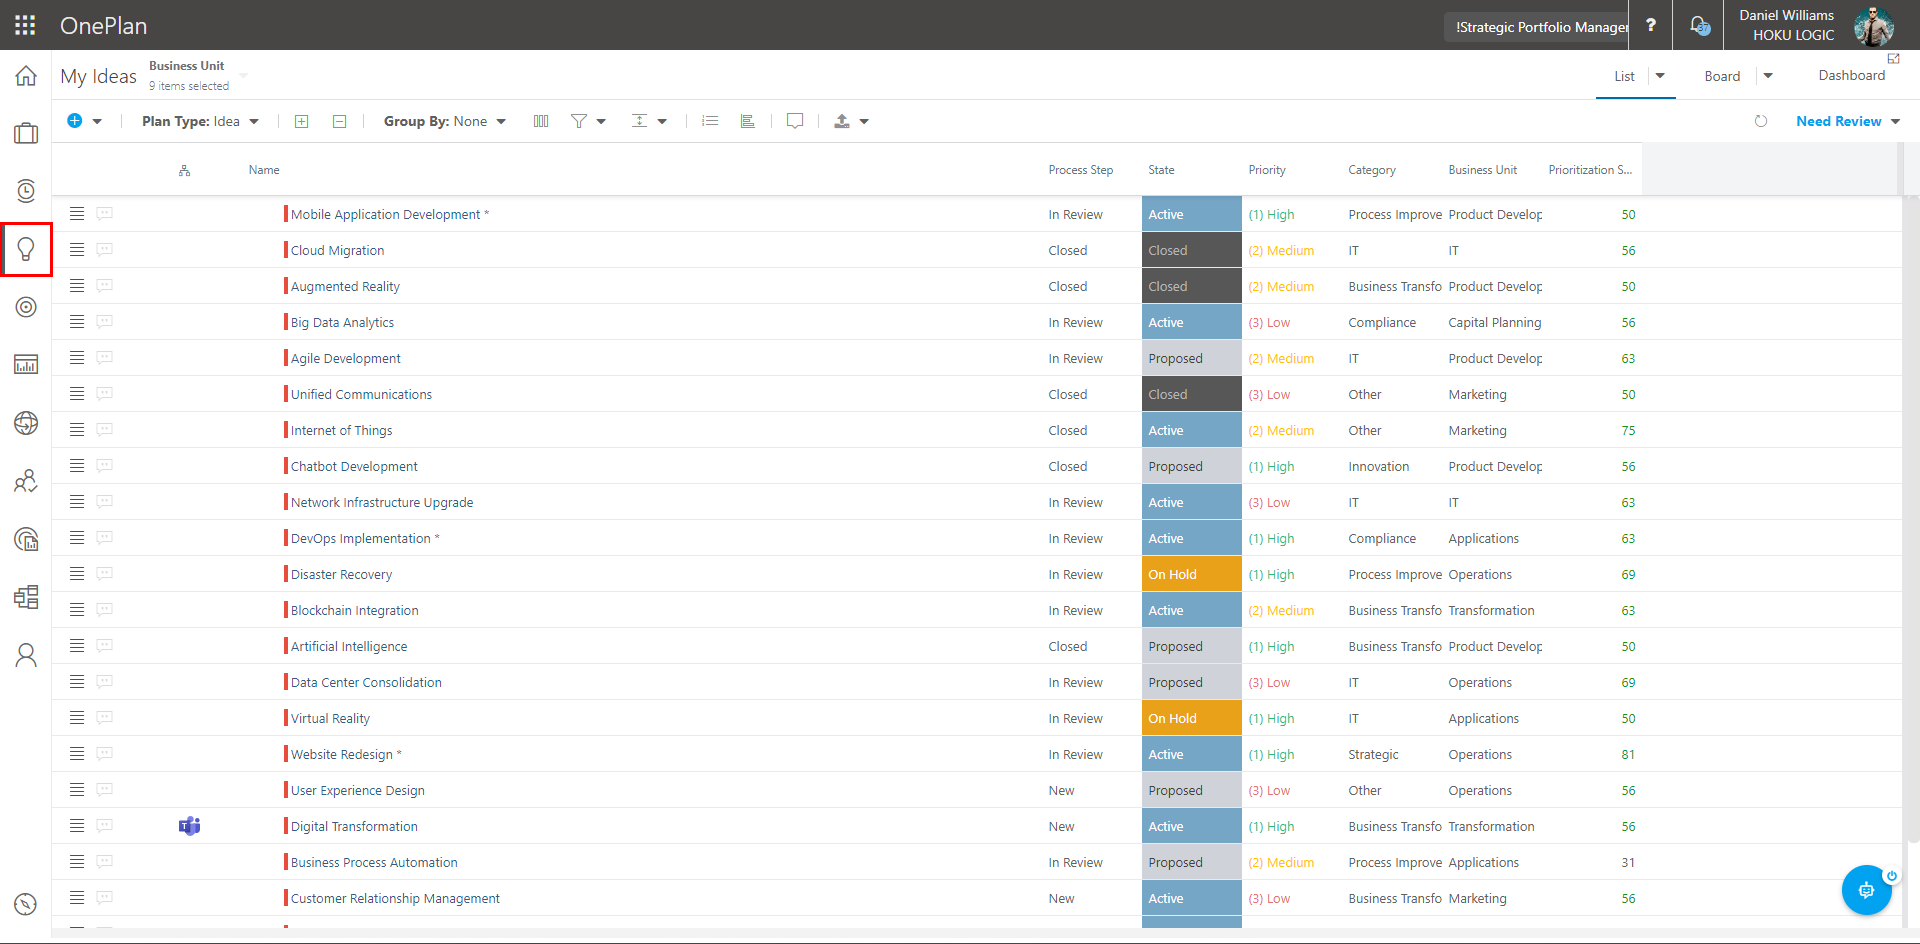 OnePlan
!Strategic Portfolio Manager
?
Daniel Williams
HOKU LOGIC
My Ideas
Business Unit
9 items selected
List
Board
Dashboard
Plan Type: Idea
Group By: None
Need Review
Name Process Step State Priority Category Business Unit Prioritization S...
Mobile Application Development * In Review Active (1) High Process Improve Product Develop 50
Cloud Migration Closed Closed (2) Medium IT IT 56
Augmented Reality Closed Closed (2) Medium Business Transfo Product Develop 50
Big Data Analytics In Review Active (3) Low Compliance Capital Planning 56
Agile Development In Review Proposed (2) Medium IT Product Develop 63
Unified Communications Closed Closed (3) Low Other Marketing 50
Internet of Things Closed Active (2) Medium Other Marketing 75
Chatbot Development Closed Proposed (1) High Innovation Product Develop 56
Network Infrastructure Upgrade In Review Active (3) Low IT IT 63
DevOps Implementation * In Review Active (1) High Compliance Applications 63
Disaster Recovery In Review On Hold (1) High Process Improve Operations 69
Blockchain Integration In Review Active (2) Medium Business Transfo Transformation 63
Artificial Intelligence Closed Proposed (1) High Business Transfo Product Develop 50
Data Center Consolidation In Review Proposed (3) Low IT Operations 69
Virtual Reality In Review On Hold (1) High IT Applications 50
Website Redesign * In Review Active (1) High Strategic Operations 81
User Experience Design New Proposed (3) Low Other Operations 56
Digital Transformation New Active (1) High Business Transfo Transformation 56
Business Process Automation In Review Proposed (2) Medium Process Improve Applications 31
Customer Relationship Management New Active (3) Low Business Transfo Marketing 56